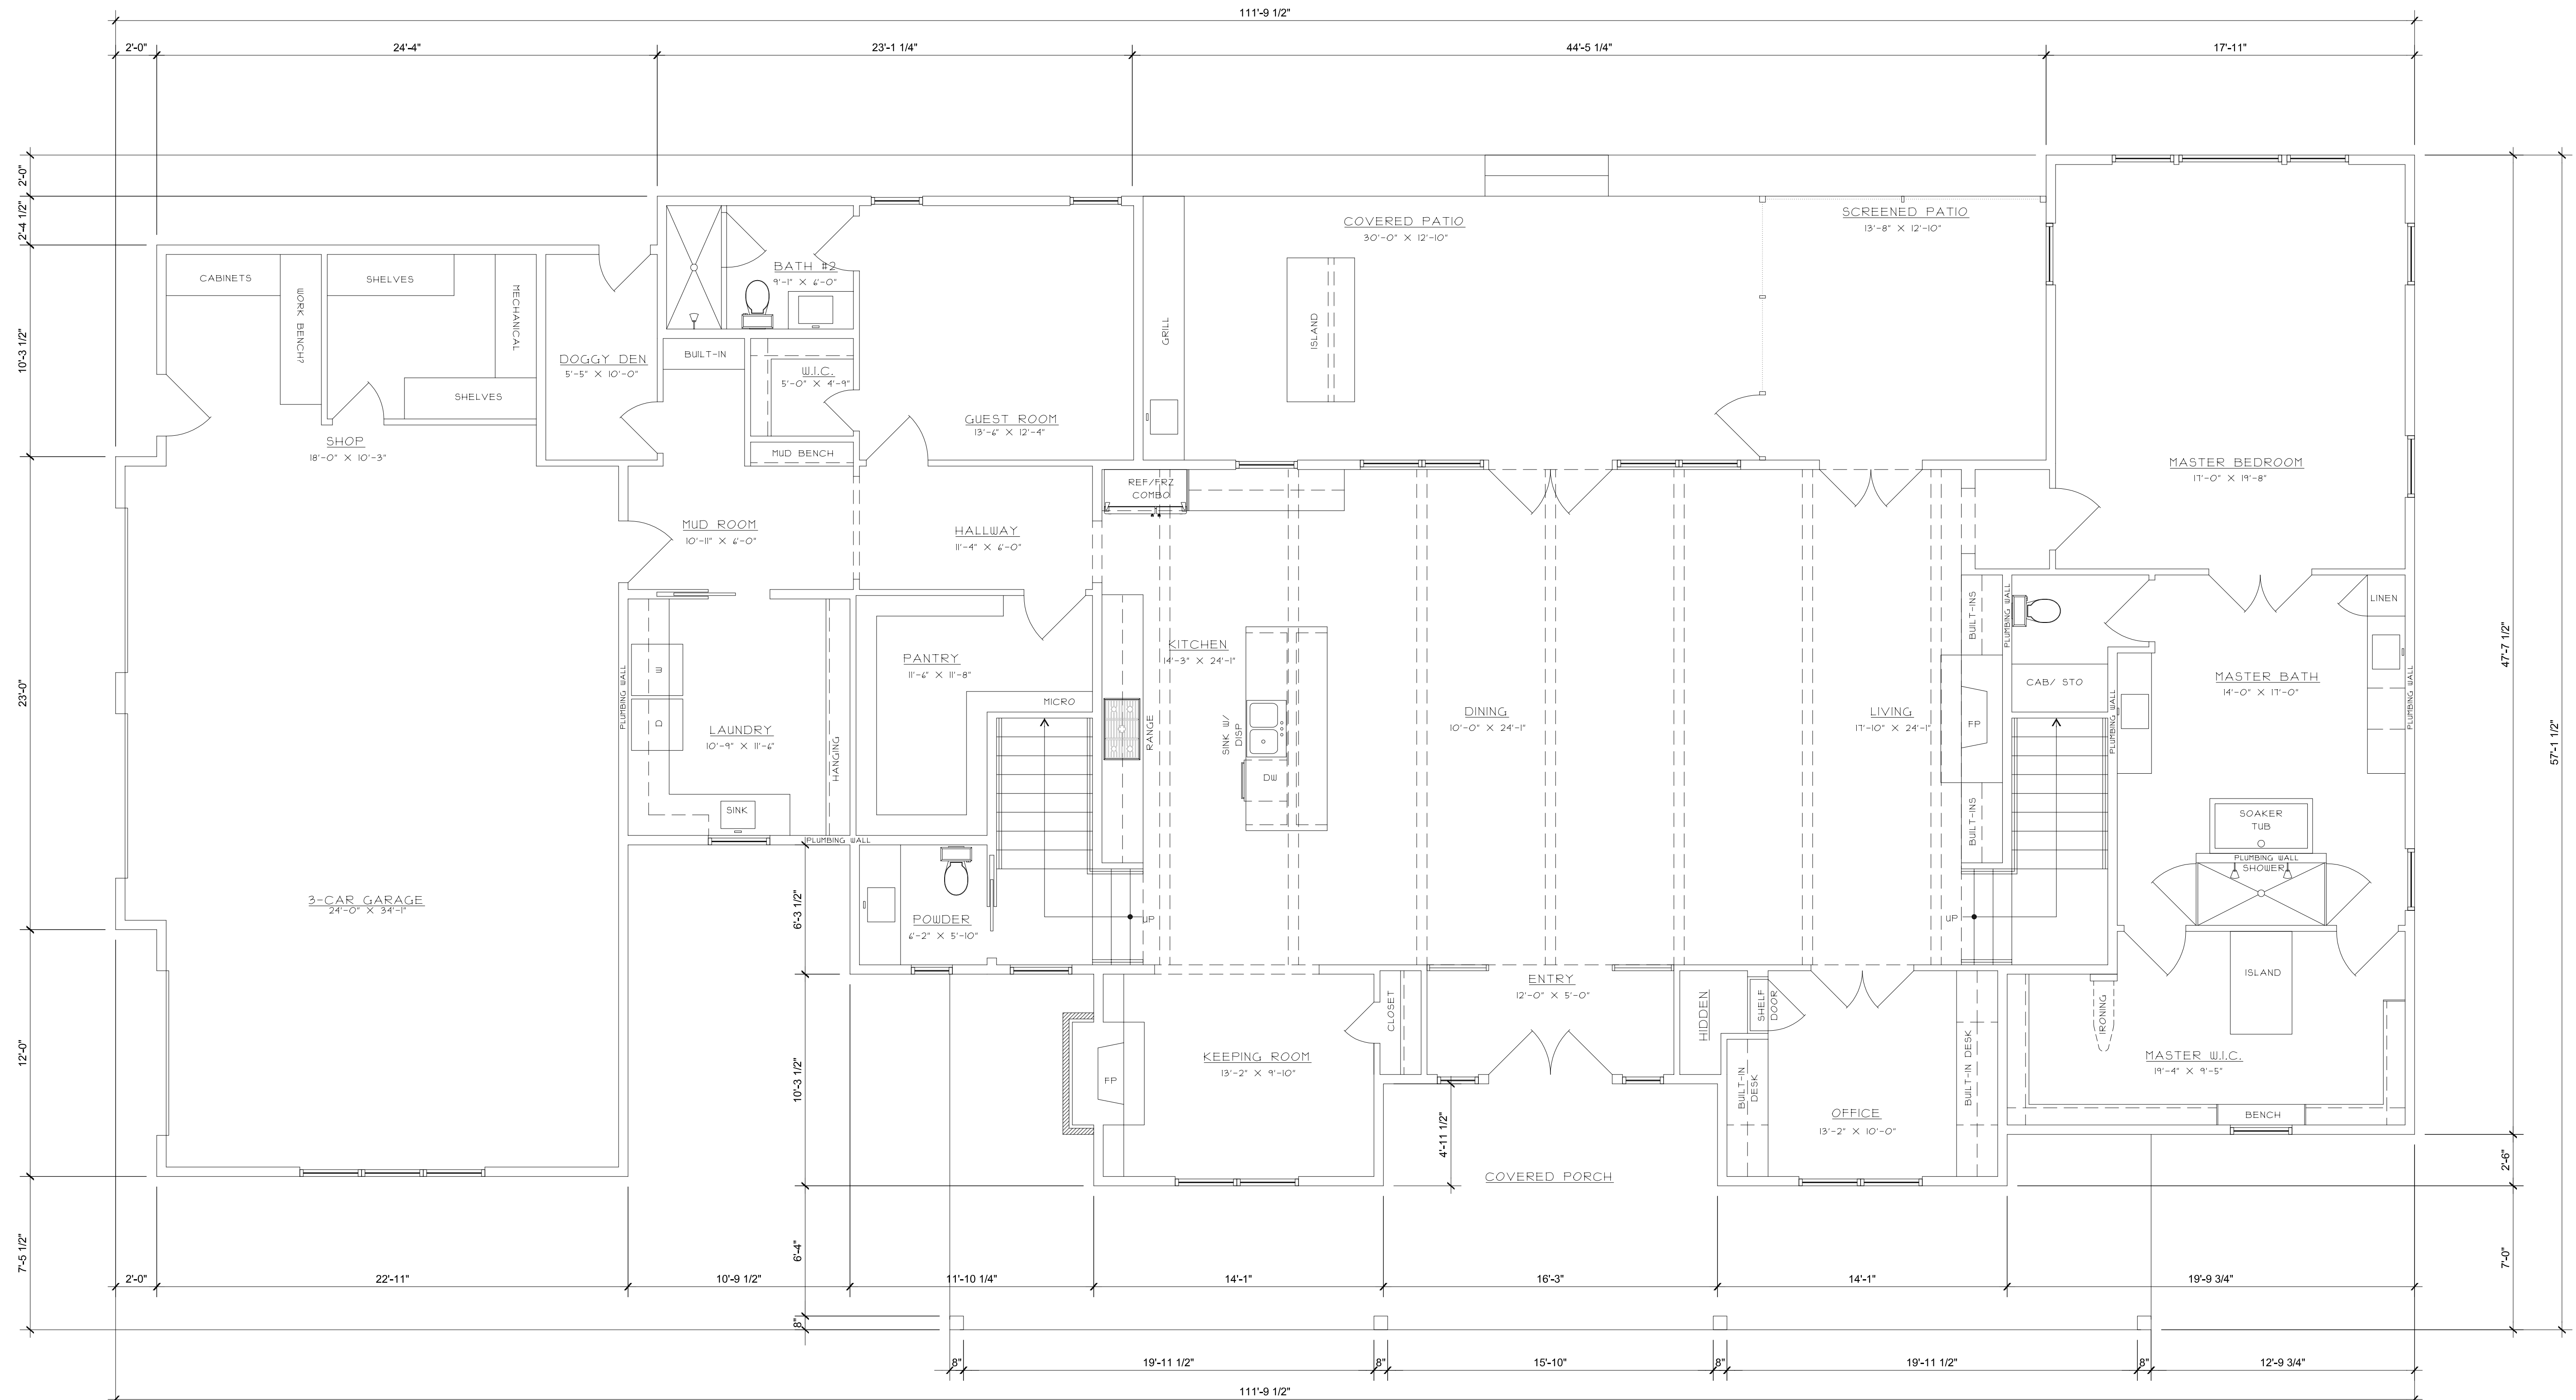 111'-9 1/2"
2'-0"
24'-4"
23'-1 1/4"
44'-5 1/4"
17'-11"
2'-0"
2'-4 1/2"
10'-3 1/2"
23'-0"
12'-0"
7'-5 1/2"
CABINETS
WORK BENCH?
SHELVES
MECHANICAL
SHELVES
SHOP
18'-0" X 10'-3"
DOGGY DEN
5'-5" X 10'-0"
BATH #2
9'-1" X 6'-0"
BUILT-IN
W.I.C.
5'-0" X 4'-9"
MUD BENCH
GUEST ROOM
13'-6" X 12'-4"
COVERED PATIO
30'-0" X 12'-10"
GRILL
ISLAND
SCREENED PATIO
13'-8" X 12'-10"
MASTER BEDROOM
17'-0" X 19'-8"
MUD ROOM
10'-11" X 6'-0"
HALLWAY
11'-4" X 6'-0"
REF/FRZ
COMBO
KITCHEN
14'-3" X 24'-1"
PANTRY
11'-6" X 11'-8"
MICRO
RANGE
SINK W/
DISP
DW
DINING
10'-0" X 24'-1"
LIVING
17'-10" X 24'-1"
BUILT-INS
FP
BUILT-INS
PLUMBING WALL
CAB/ STO
PLUMBING WALL
LINEN
MASTER BATH
14'-0" X 17'-0"
PLUMBING WALL
SOAKER
TUB
PLUMBING WALL
SHOWER
PLUMBING WALL
W
D
LAUNDRY
10'-9" X 11'-6"
HANGING
SINK
PLUMBING WALL
3-CAR GARAGE
24'-0" X 34'-1"
POWDER
6'-2" X 5'-10"
UP
UP
KEEPING ROOM
13'-2" X 9'-10"
FP
CLOSET
ENTRY
12'-0" X 5'-0"
HIDDEN
SHELF
DOOR
BUILT-IN
DESK
OFFICE
13'-2" X 10'-0"
BUILT-IN DESK
IRONING
ISLAND
MASTER W.I.C.
19'-4" X 9'-5"
BENCH
COVERED PORCH
6'-3 1/2"
10'-3 1/2"
6'-4"
8"
4'-11 1/2"
47'-7 1/2"
57'-1 1/2"
2'-6"
7'-0"
2'-0"
22'-11"
10'-9 1/2"
11'-10 1/4"
14'-1"
16'-3"
14'-1"
19'-9 3/4"
8"
19'-11 1/2"
8"
15'-10"
8"
19'-11 1/2"
8"
12'-9 3/4"
111'-9 1/2"